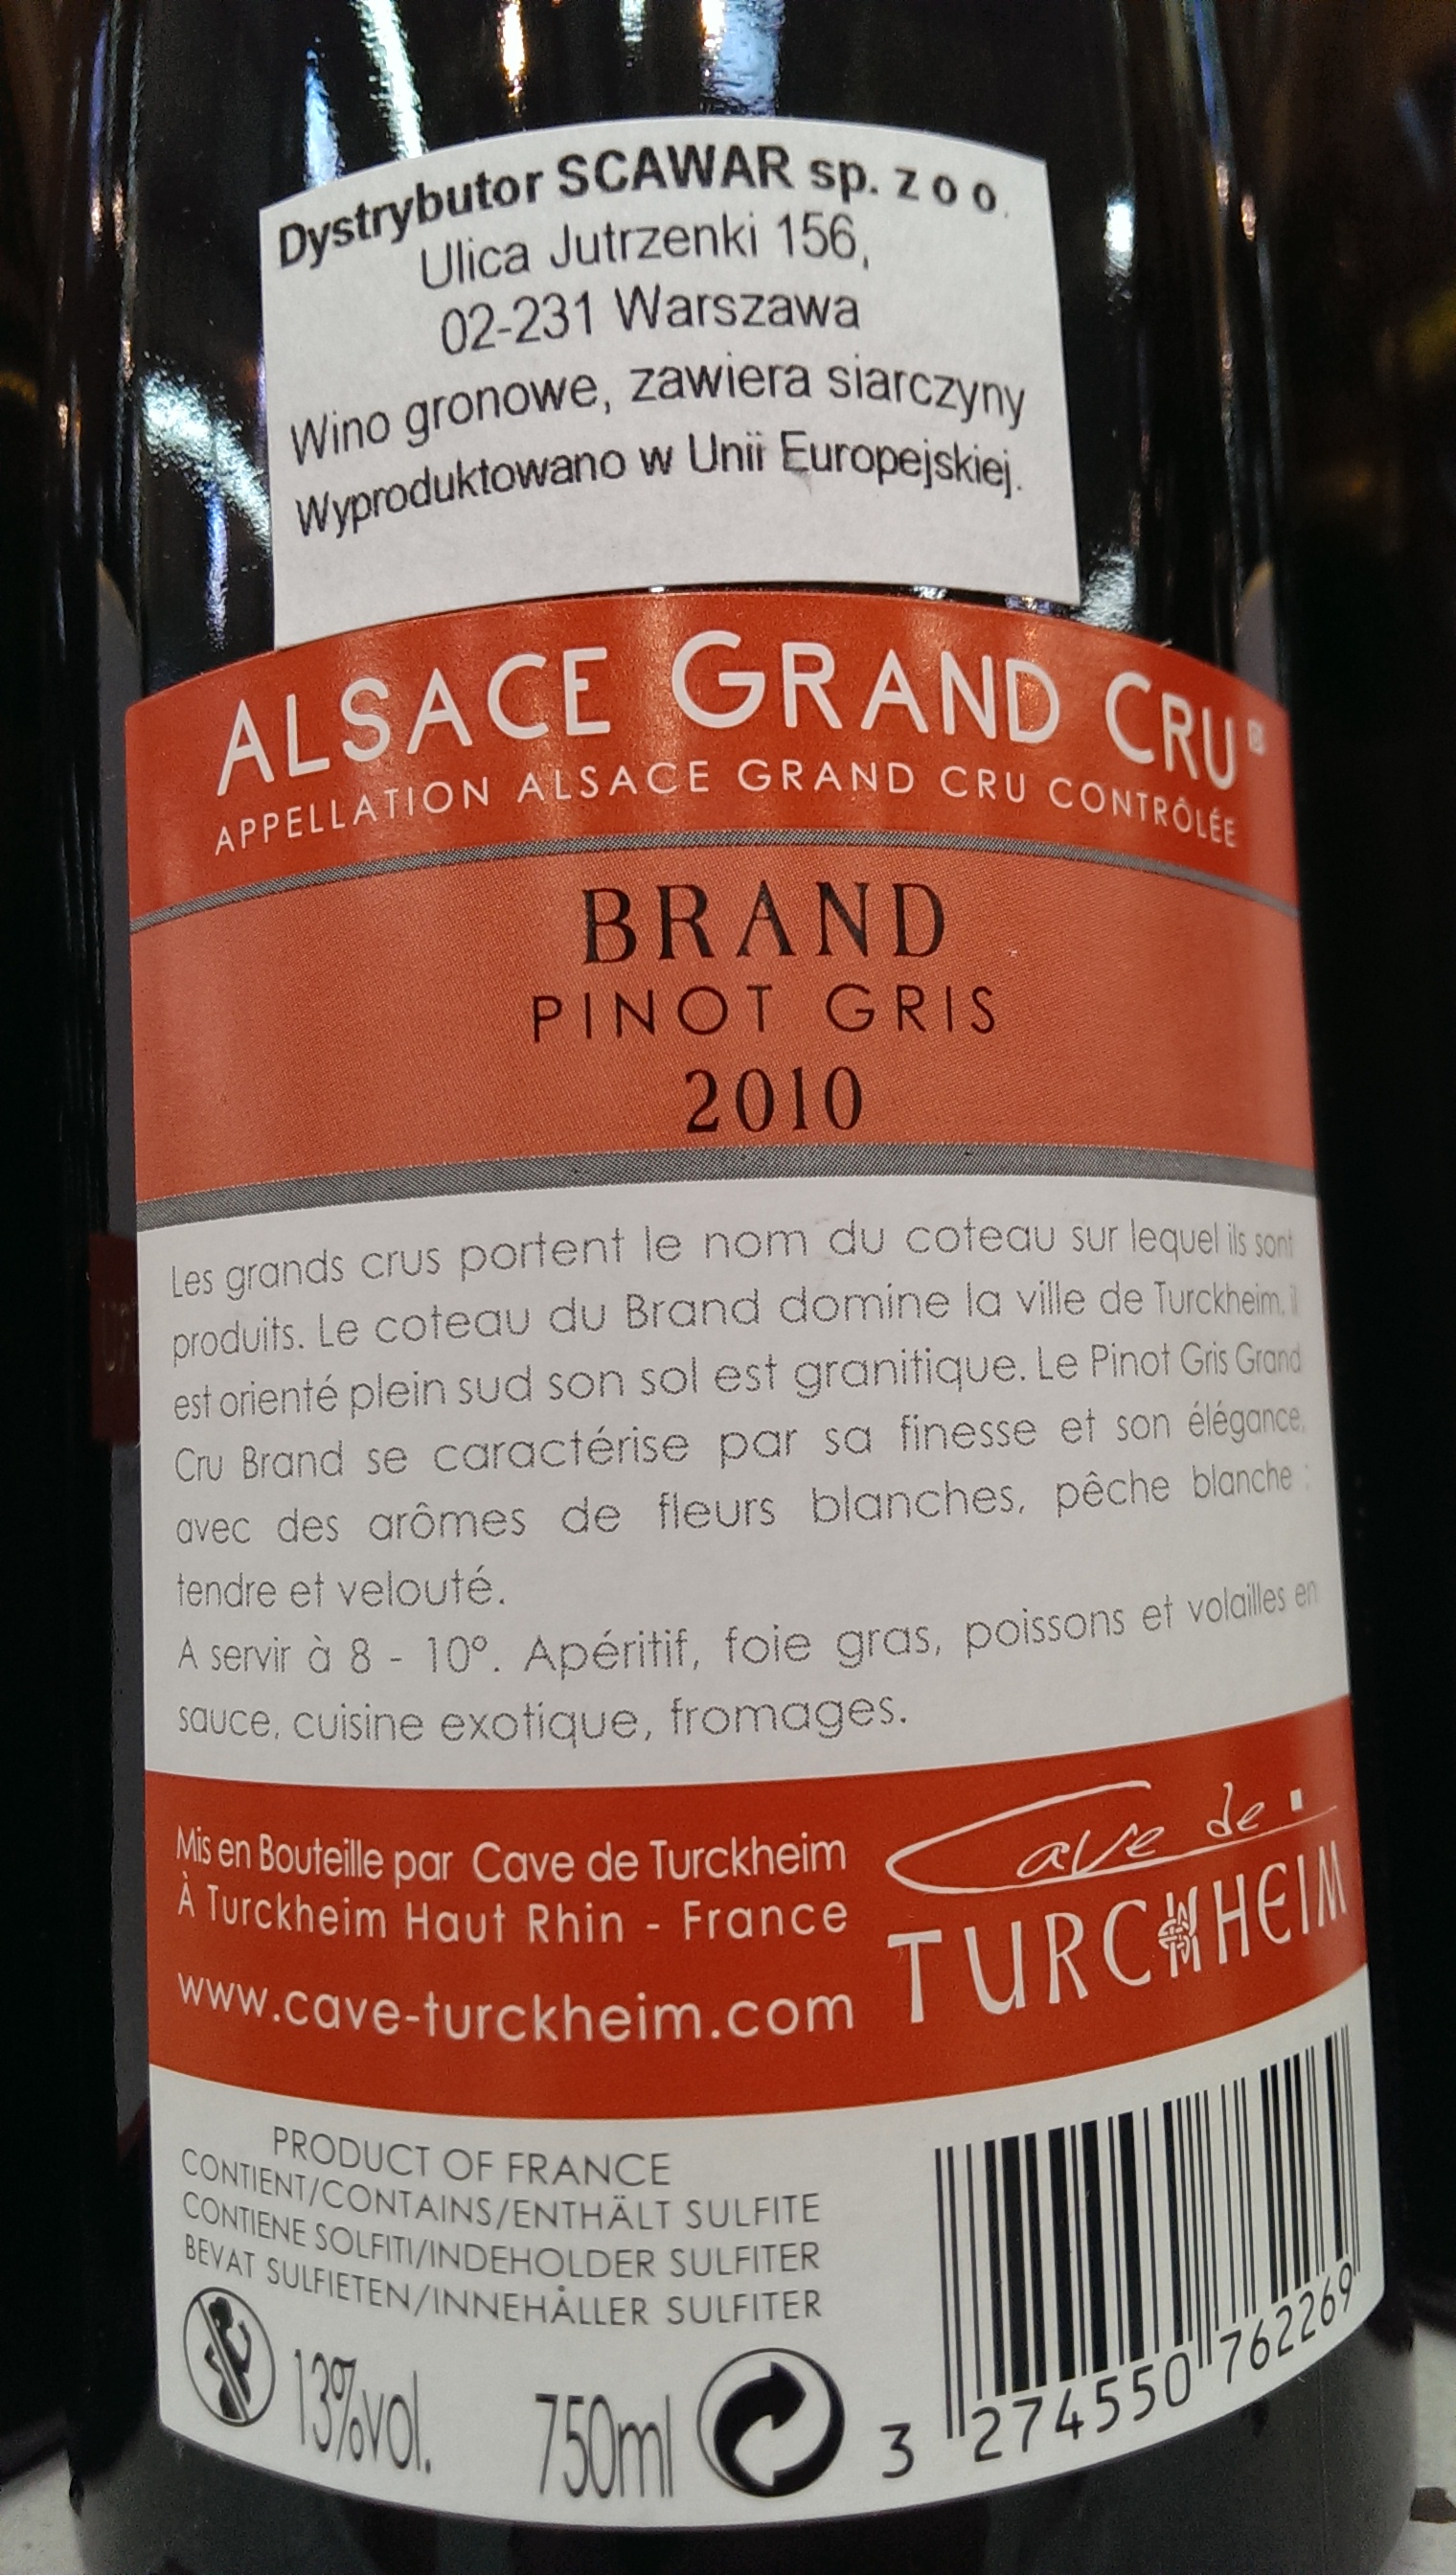 Dystrybutor SCAWAR sp. z o o.
Ulica Jutrzenki 156,
02-231 Warszawa
Wino gronowe, zawiera siarczyny
Wyproduktowano w Unii Europejskiej.
ALSACE GRAND CRU
APPELLATION ALSACE GRAND CRU CONTRÔLÉE
BRAND
PINOT GRIS
2010
Les grands crus portent le nom du coteau sur lequel ils sont
produits. Le coteau du Brand domine la ville de Turckheim, il
est orienté plein sud son sol est granitique. Le Pinot Gris Grand
Cru Brand se caractérise par sa finesse et son élégance,
avec des arômes de fleurs blanches, pêche blanche ;
tendre et velouté.
A servir à 8 - 10°. Apéritif, foie gras, poissons et volailles en
sauce, cuisine exotique, fromages.
Mis en Bouteille par Cave de Turckheim
À Turckheim Haut Rhin - France
www.cave-turckheim.com
Cave de
TURCKHEIM
PRODUCT OF FRANCE
CONTIENT/CONTAINS/ENTHÄLT SULFITE
CONTIENE SOLFITI/INDEHOLDER SULFITER
BEVAT SULFIETEN/INNEHÅLLER SULFITER
13%vol. 750ml
3 274550 762269